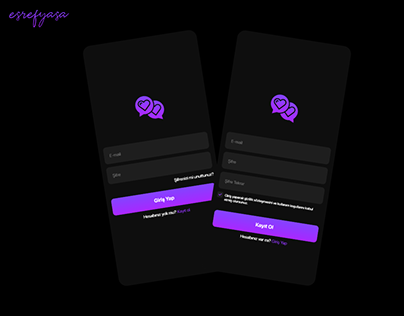 esrefyasa
E-mail
Şifre
Şifrenizi mi unuttunuz?
Giriş Yap
Hesabınız yok mu? Kayıt ol
E-mail
Şifre
Şifre Tekrar
Kayıt Ol
Hesabınız var mı? Giriş Yap